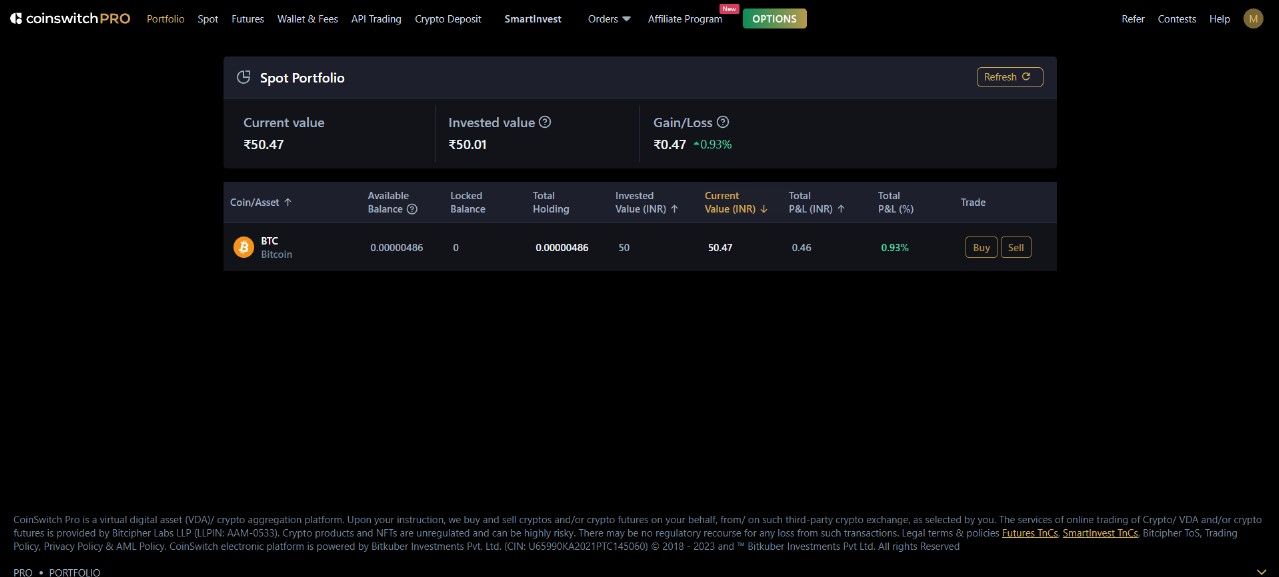 coinswitch PRO Portfolio Spot Futures Wallet & Fees API Trading Crypto Deposit SmartInvest Orders Affiliate Program New OPTIONS Refer Contests Help M
Spot Portfolio Refresh
Current value Invested value Gain/Loss
₹50.47 ₹50.01 ₹0.47 0.93%
Coin/Asset Available Balance Locked Balance Total Holding Invested Value (INR) Current Value (INR) Total P&L (INR) Total P&L (%) Trade
BTC
Bitcoin 0.00000486 0 0.00000486 50 50.47 0.46 0.93% Buy Sell
CoinSwitch Pro is a virtual digital asset (VDA)/ crypto aggregation platform. Upon your instruction, we buy and sell cryptos and/or crypto futures on your behalf, from/ on such third-party crypto exchange, as selected by you. The services of online trading of Crypto/ VDA and/or crypto
futures is provided by Bitcipher Labs LLP (LLPIN: AAM-0533). Crypto products and NFTs are unregulated and can be highly risky. There may be no regulatory recourse for any loss from such transactions. Legal terms & policies Futures TnCs, SmartInvest TnCs, Bitcipher ToS, Trading
Policy, Privacy Policy & AML Policy. CoinSwitch electronic platform is powered by Bitkuber Investments Pvt. Ltd. (CIN: U65990KA2021PTC145060) © 2018 - 2023 and ™ Bitkuber Investments Pvt Ltd. All rights Reserved
PRO • PORTFOLIO